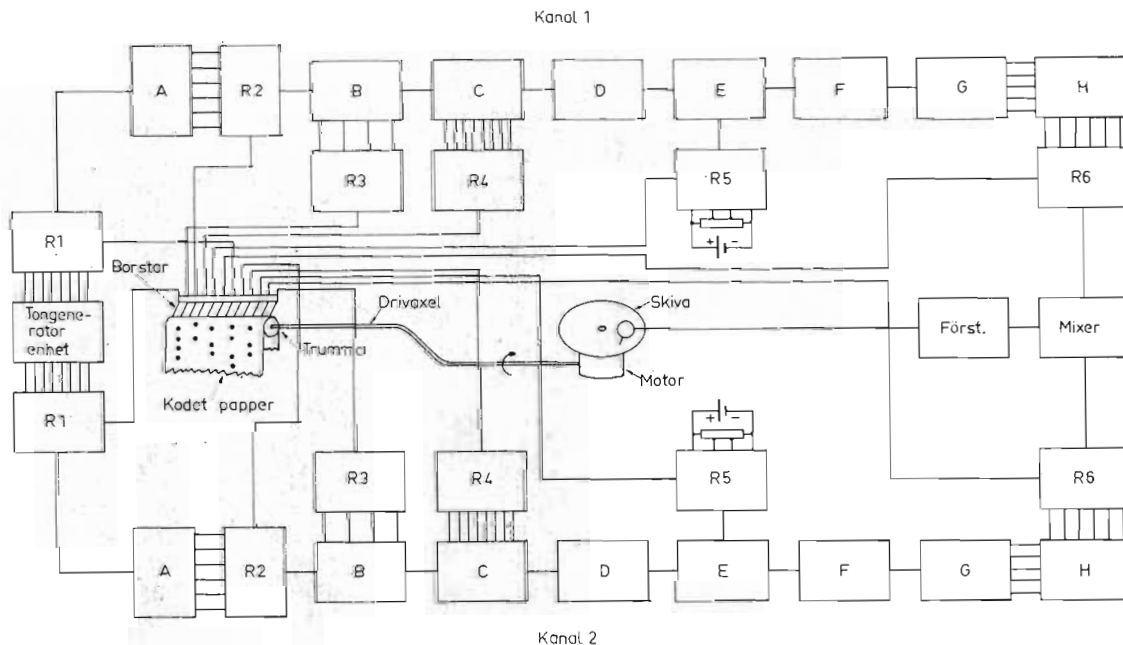 Kanal 1
A
R2
B
C
D
E
F
G
H
R3
R4
R5
R6
+ -
R1
Borstar
Tongene-
rator
enhet
R1
Drivaxel
Trumma
Kodet papper
Skiva
Motor
Först.
Mixer
+ -
R3
R4
R5
R6
A
R2
B
C
D
E
F
G
H
Kanal 2